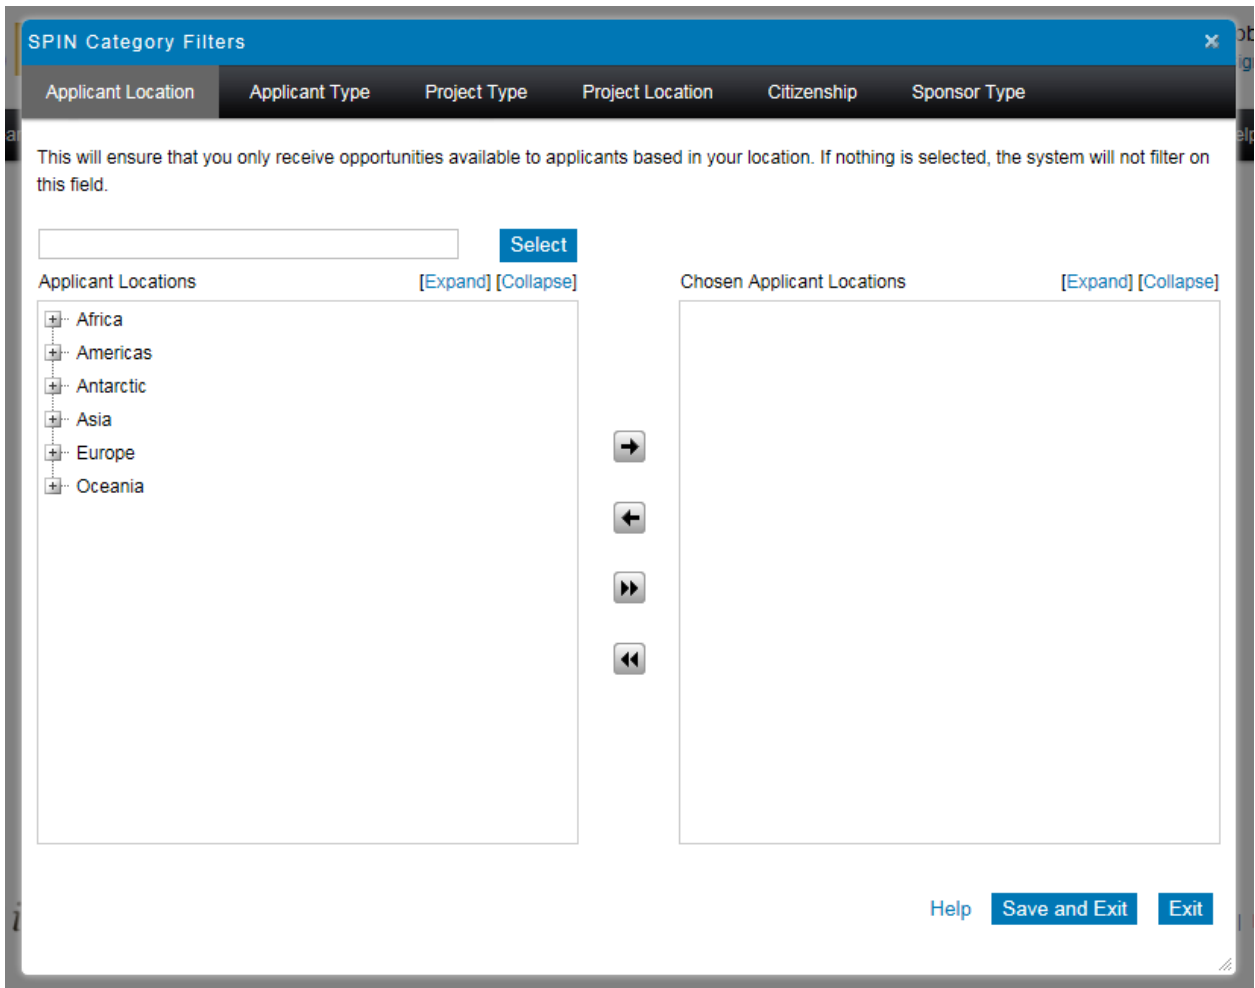 SPIN Category Filters
Applicant Location Applicant Type Project Type Project Location Citizenship Sponsor Type
This will ensure that you only receive opportunities available to applicants based in your location. If nothing is selected, the system will not filter on
this field.
Select
Applicant Locations [Expand] [Collapse] Chosen Applicant Locations [Expand] [Collapse]
Africa
Americas
Antarctic
Asia
Europe
Oceania
Help Save and Exit Exit